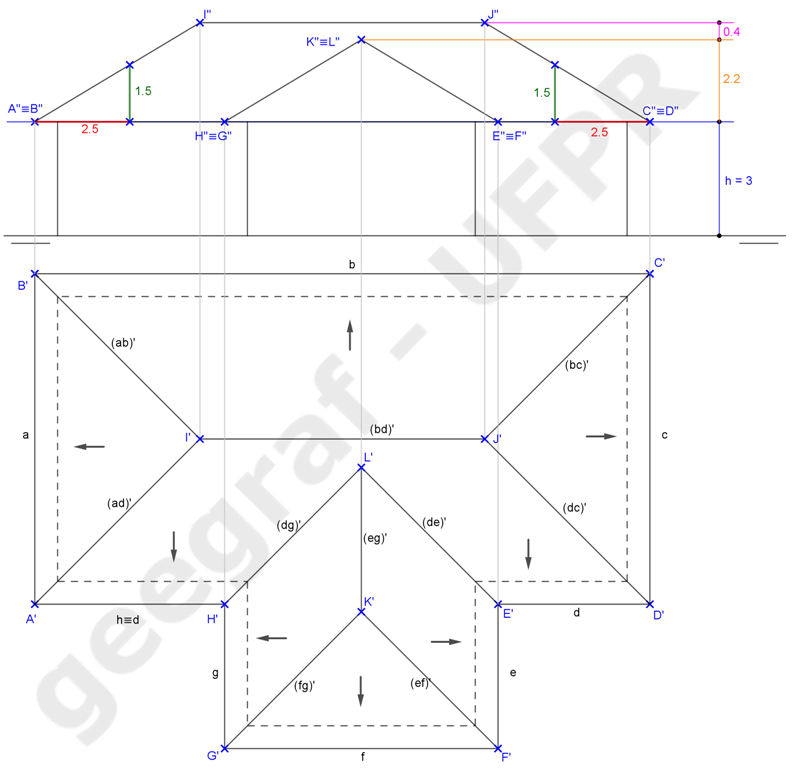 I" J"
0.4
K"≡L"
2.2
1.5 1.5
A"≡B" C"≡D"
2.5 H"≡G" E"≡F" 2.5
h = 3
b
B' C'
(ab)' (bc)'
(bd)'
a I' J' c
L'
(ad)' (dc)'
(dg)' (de)'
(eg)'
A' h≡d H' K' E' d D'
g (fg)' (ef)' e
G' f F'
geegraf - UFPR